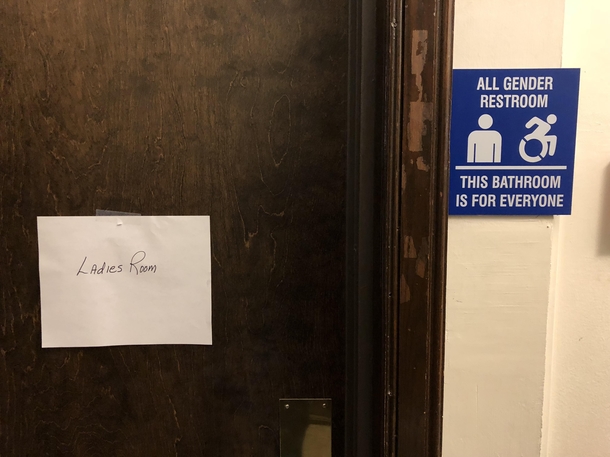 Ladies Room
ALL GENDER
RESTROOM
THIS BATHROOM
IS FOR EVERYONE